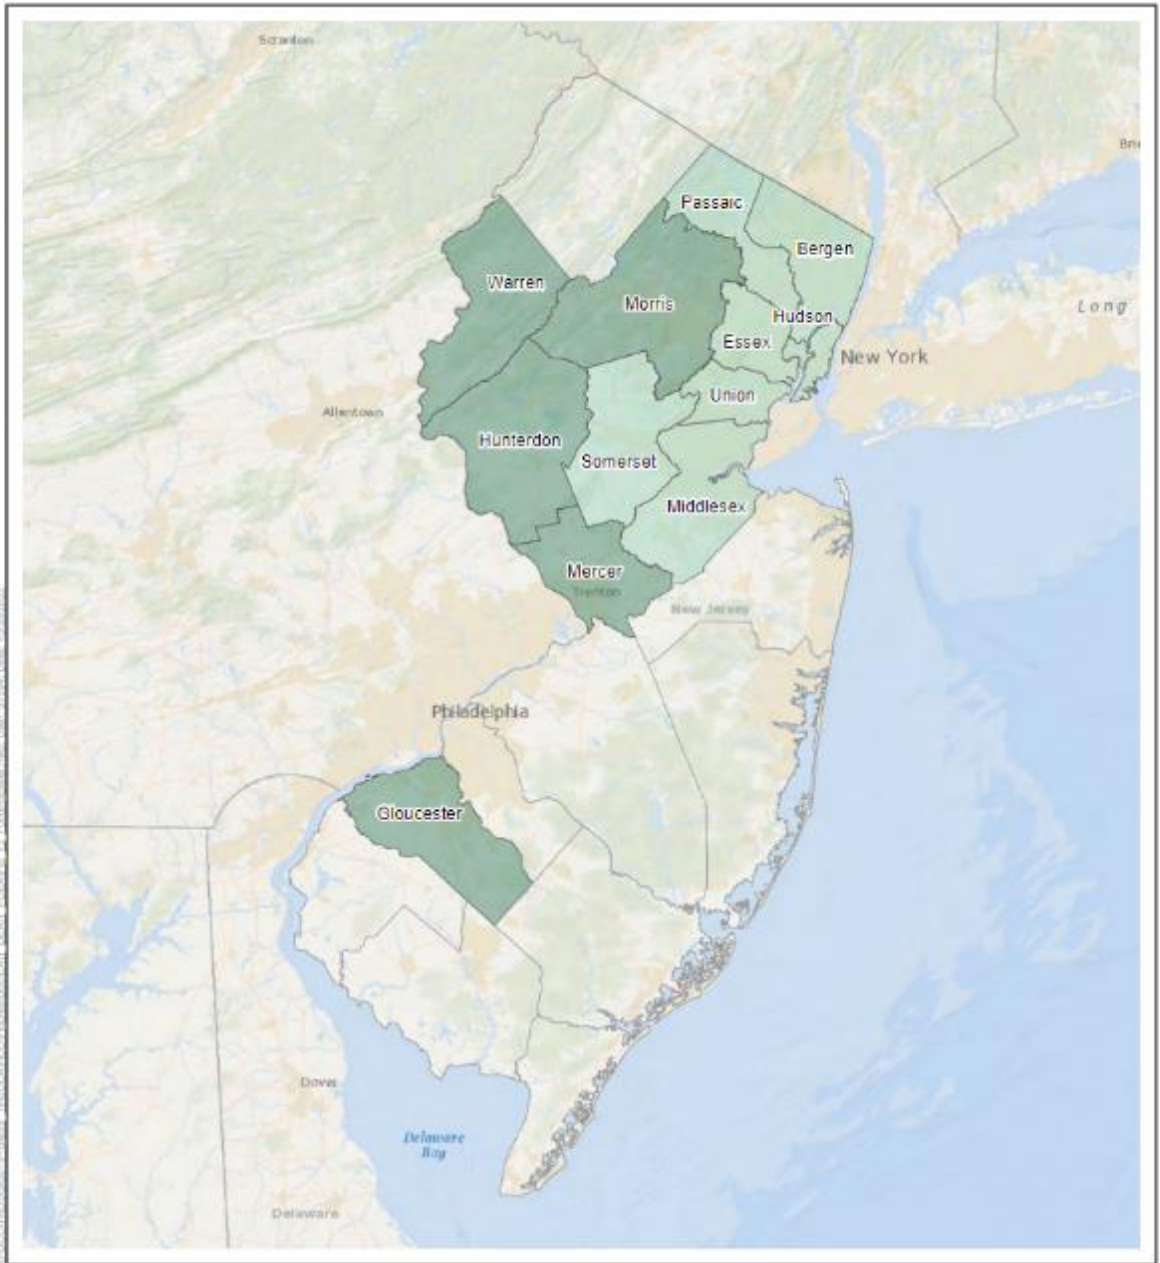 Scranton
Passaic
Bergen
Warren
Morris
Long
Hudson
Essex
New York
Union
Allentown
Hunterdon
Somerset
Middlesex
Mercer
Trenton
New Jersey
Philadelphia
Gloucester
Dover
Delaware
Bay
Delaware